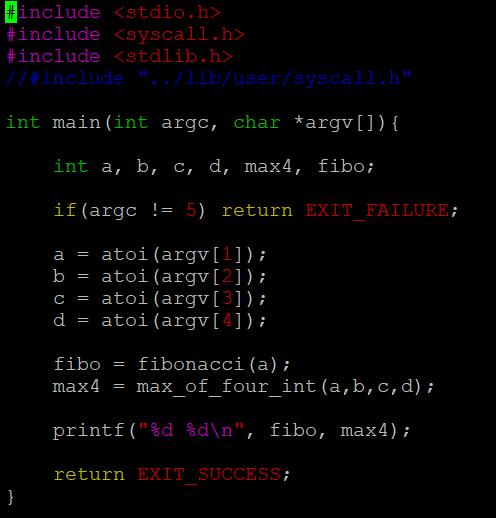 #include <stdio.h>
#include <syscall.h>
#include <stdlib.h>
//#include "../lib/user/syscall.h"

int main(int argc, char *argv[]){

    int a, b, c, d, max4, fibo;

    if(argc != 5) return EXIT_FAILURE;

    a = atoi(argv[1]);
    b = atoi(argv[2]);
    c = atoi(argv[3]);
    d = atoi(argv[4]);

    fibo = fibonacci(a);
    max4 = max_of_four_int(a,b,c,d);

    printf("%d %d\n", fibo, max4);

    return EXIT_SUCCESS;
}